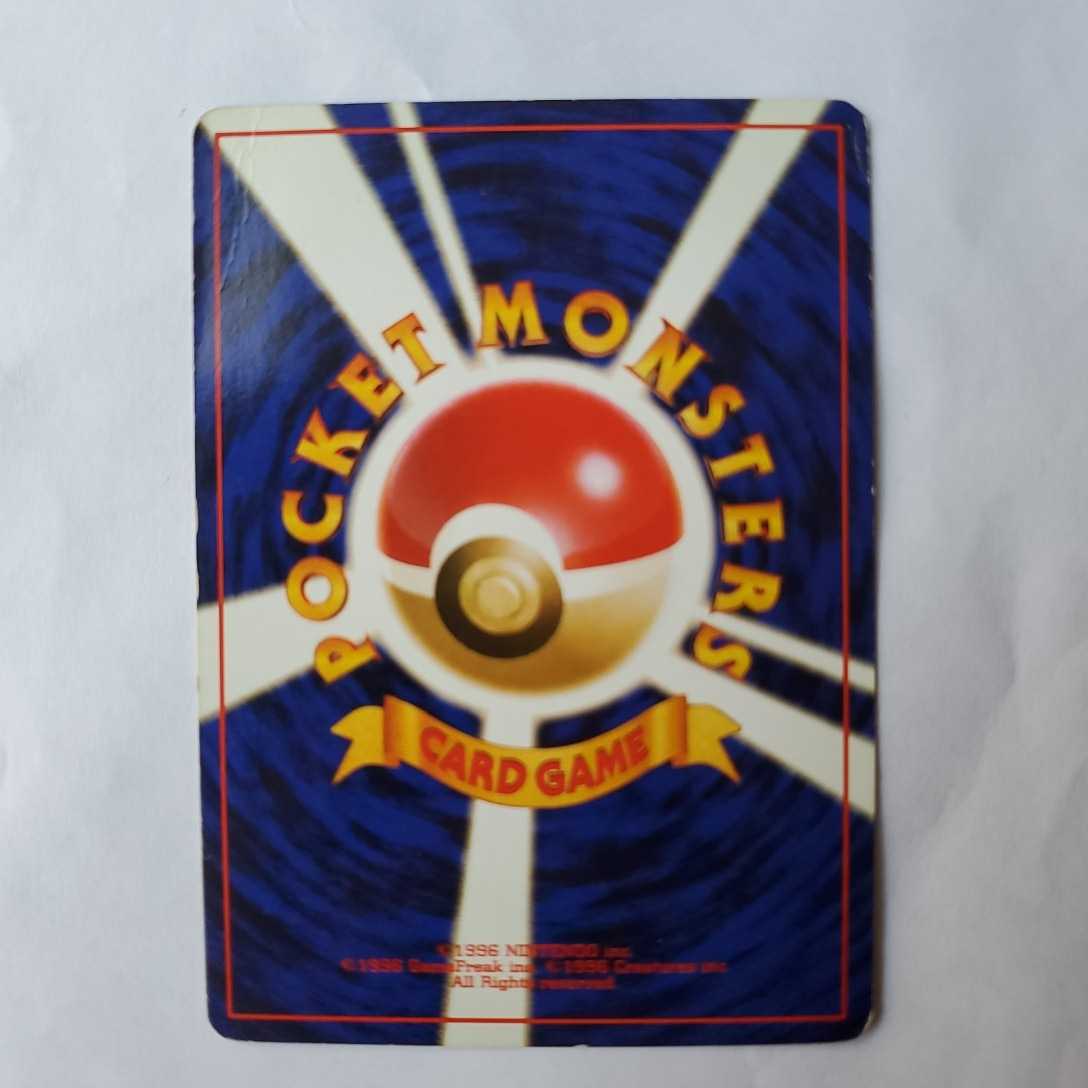 POCKET MONSTERS
CARD GAME
©1996 NINTENDO inc.
©1996 GameFreak inc. ©1996 Creatures inc.
All Rights reserved.